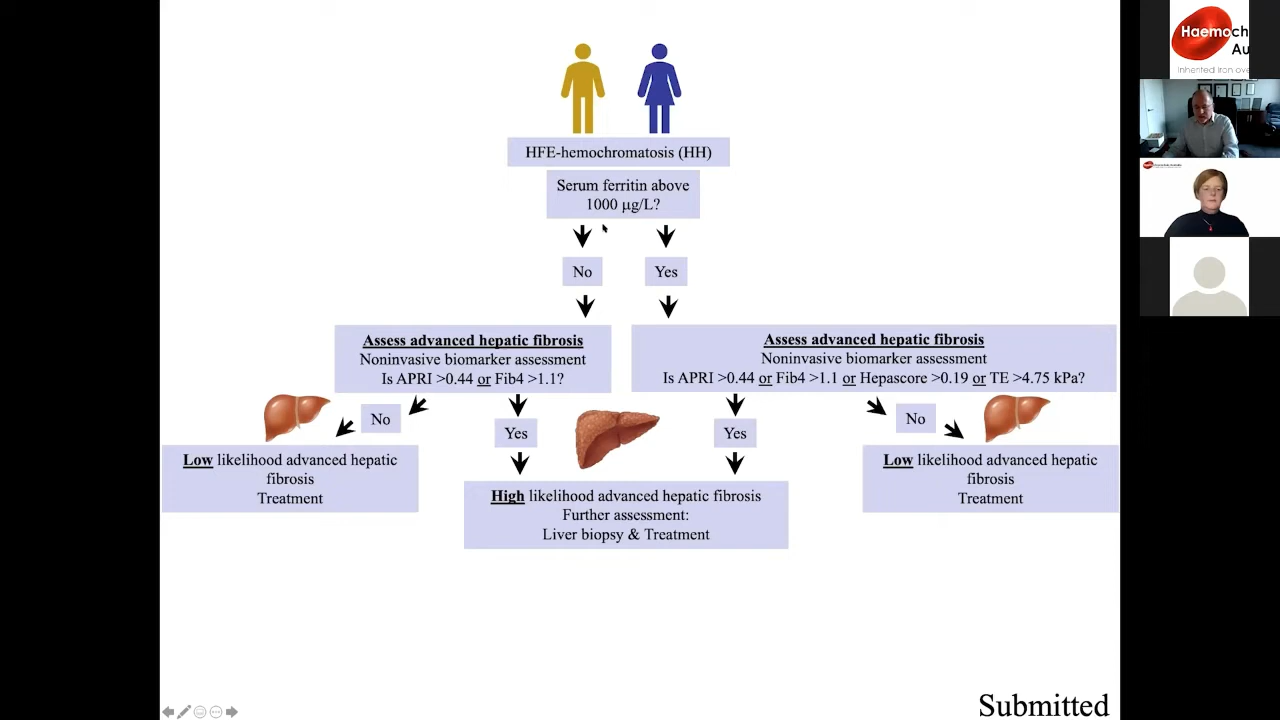 HFE-hemochromatosis (HH)
Serum ferritin above
1000 µg/L?
No
Yes
Assess advanced hepatic fibrosis
Noninvasive biomarker assessment
Is APRI >0.44 or Fib4 >1.1?
Assess advanced hepatic fibrosis
Noninvasive biomarker assessment
Is APRI >0.44 or Fib4 >1.1 or Hepascore >0.19 or TE >4.75 kPa?
No
Yes
Yes
No
Low likelihood advanced hepatic
fibrosis
Treatment
High likelihood advanced hepatic fibrosis
Further assessment:
Liver biopsy & Treatment
Low likelihood advanced hepatic
fibrosis
Treatment
Submitted
Haemoch
Au
Inherited iron ove